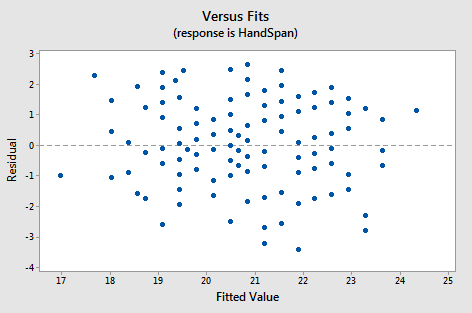 Versus Fits
(response is HandSpan)
3
2
1
0
-1
-2
-3
-4
Residual
17 18 19 20 21 22 23 24 25
Fitted Value